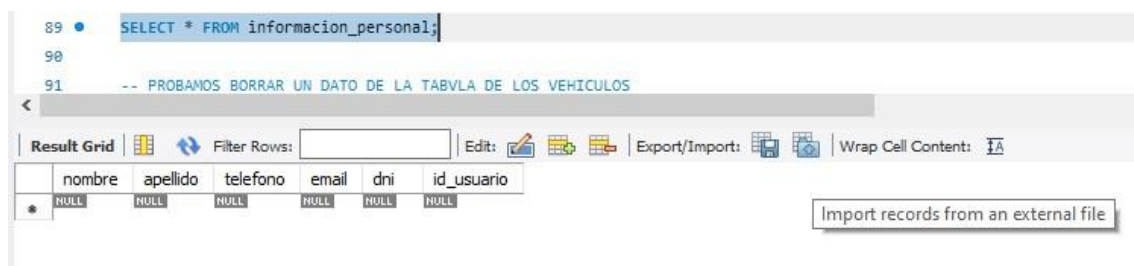 89 SELECT * FROM informacion_personal;
90
91 -- PROBAMOS BORRAR UN DATO DE LA TABVLA DE LOS VEHICULOS
Result Grid Filter Rows: Edit: Export/Import: Wrap Cell Content:
nombre apellido telefono email dni id_usuario
NULL NULL NULL NULL NULL NULL
Import records from an external file